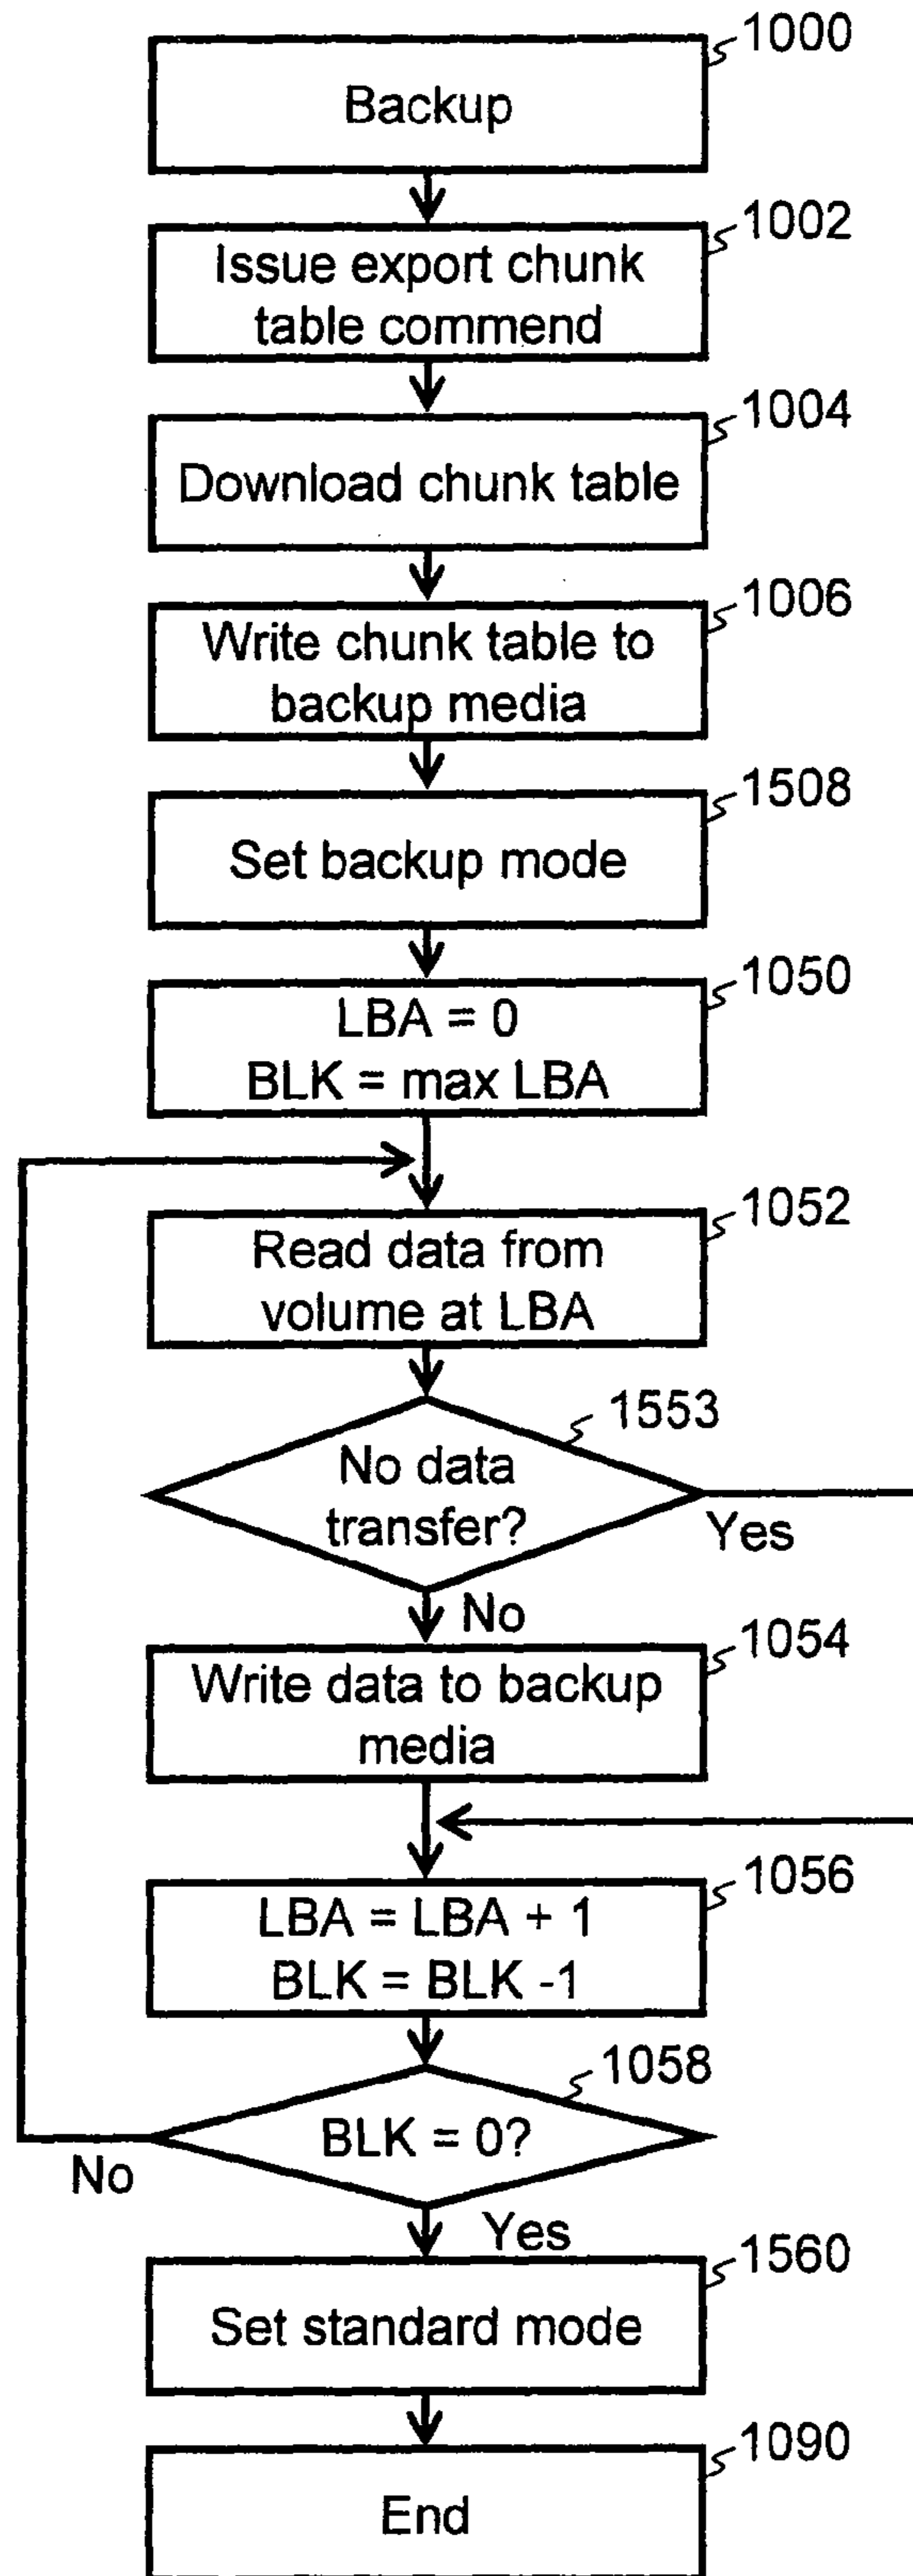 1000
Backup
1002
Issue export chunk
table commend
1004
Download chunk table
1006
Write chunk table to
backup media
1508
Set backup mode
1050
LBA = 0
BLK = max LBA
1052
Read data from
volume at LBA
1553
No data
transfer?
Yes
No
1054
Write data to backup
media
1056
LBA = LBA + 1
BLK = BLK -1
1058
BLK = 0?
No
Yes
1560
Set standard mode
1090
End